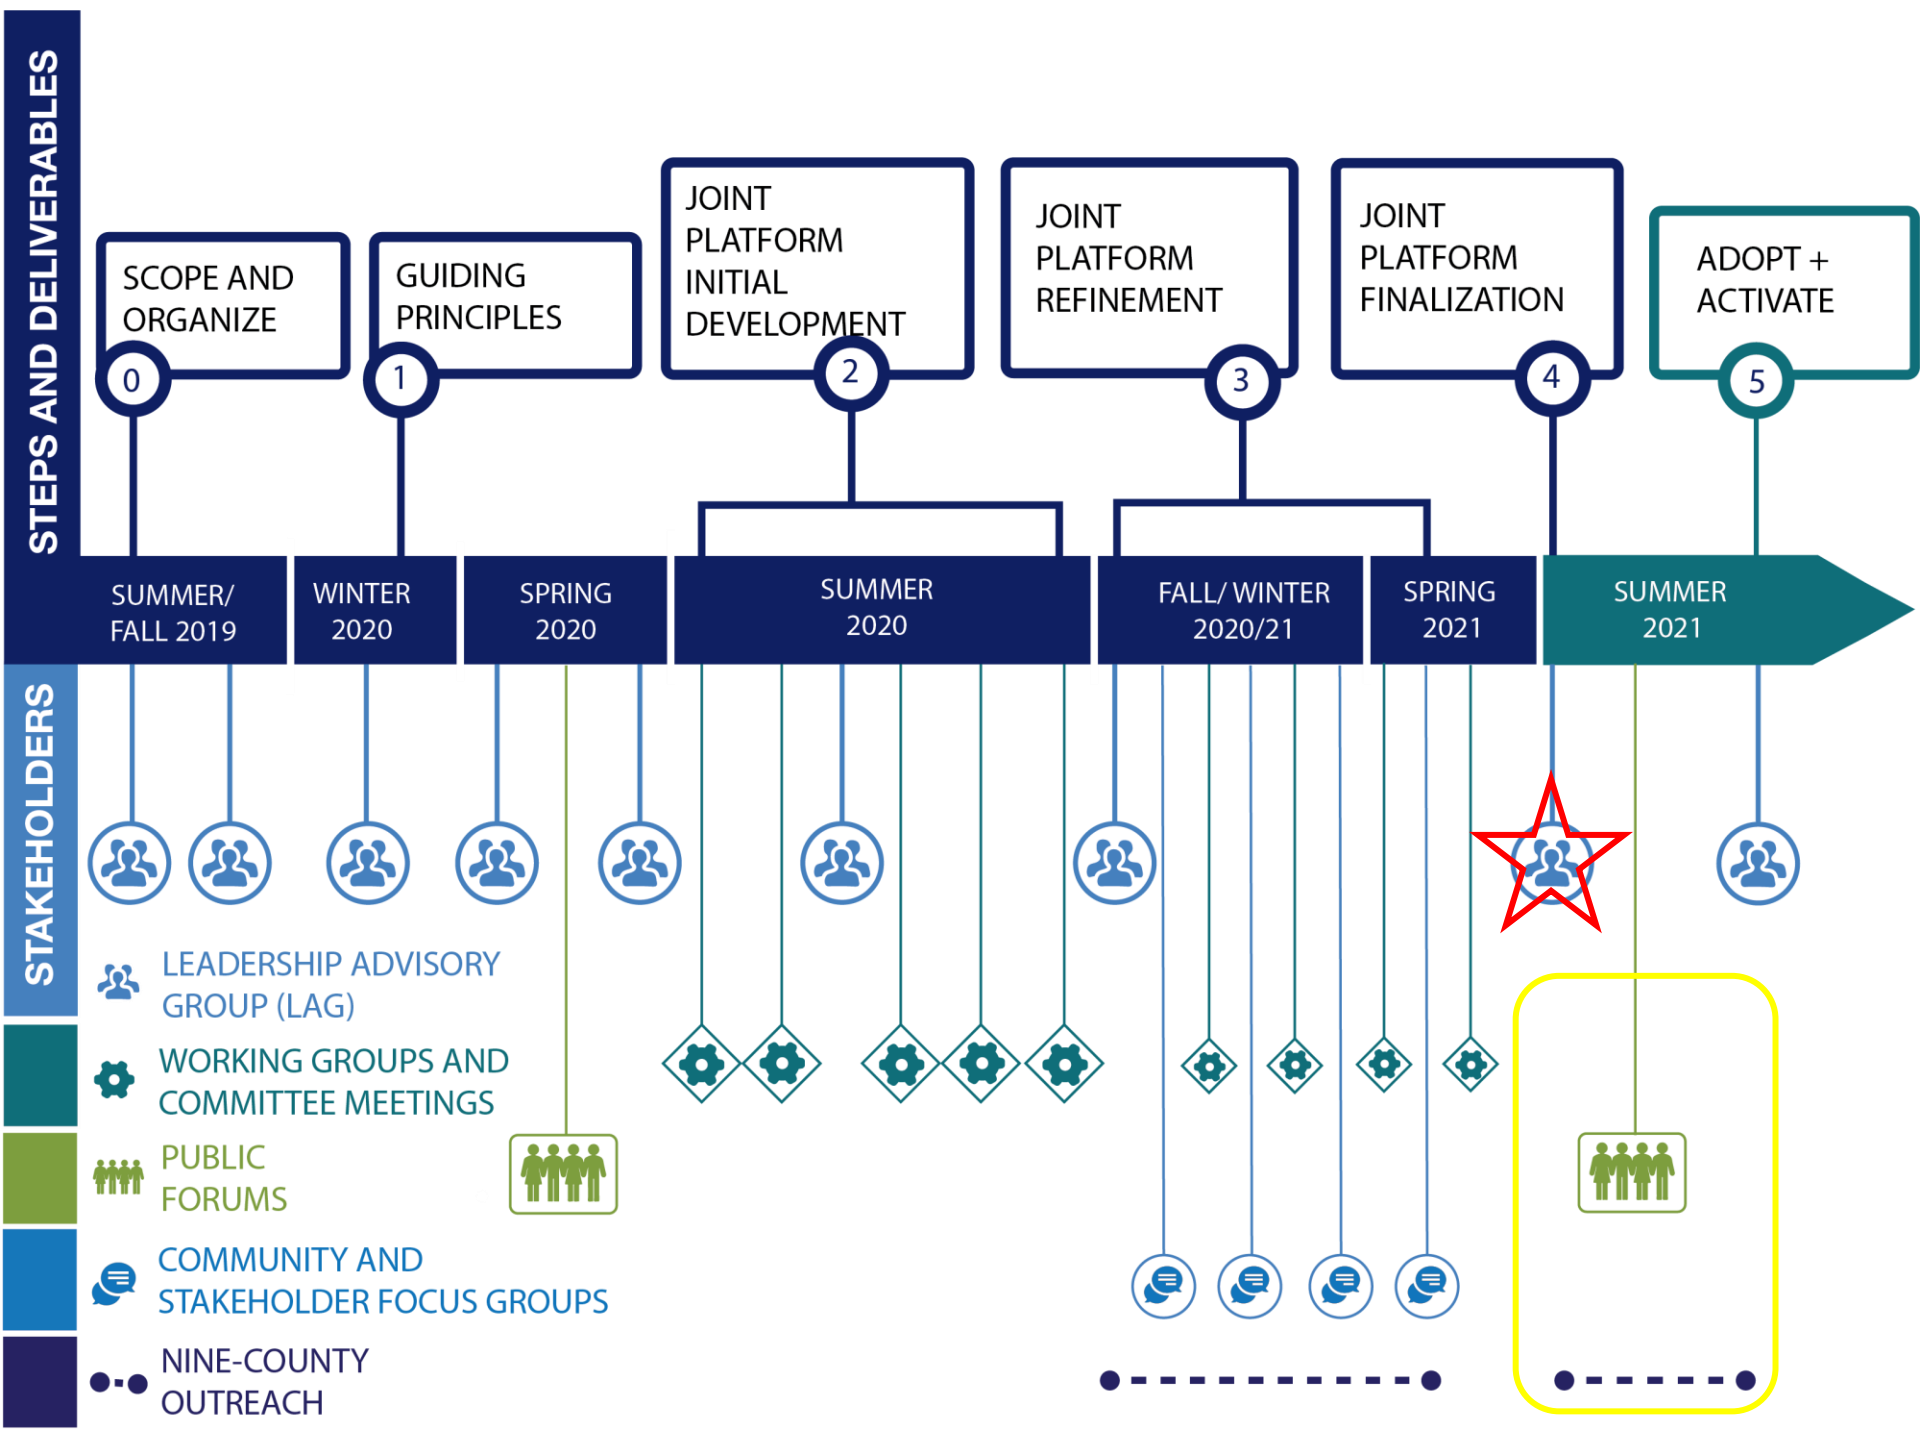 STEPS AND DELIVERABLES
SCOPE AND
ORGANIZE
0
GUIDING
PRINCIPLES
1
JOINT
PLATFORM
INITIAL
DEVELOPMENT
2
JOINT
PLATFORM
REFINEMENT
3
JOINT
PLATFORM
FINALIZATION
4
ADOPT +
ACTIVATE
5
SUMMER/
FALL 2019
WINTER
2020
SPRING
2020
SUMMER
2020
FALL/ WINTER
2020/21
SPRING
2021
SUMMER
2021
STAKEHOLDERS
LEADERSHIP ADVISORY
GROUP (LAG)
WORKING GROUPS AND
COMMITTEE MEETINGS
PUBLIC
FORUMS
COMMUNITY AND
STAKEHOLDER FOCUS GROUPS
NINE-COUNTY
OUTREACH